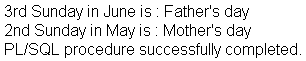 3rd Sunday in June is : Father's day
2nd Sunday in May is : Mother's day
PL/SQL procedure successfully completed.